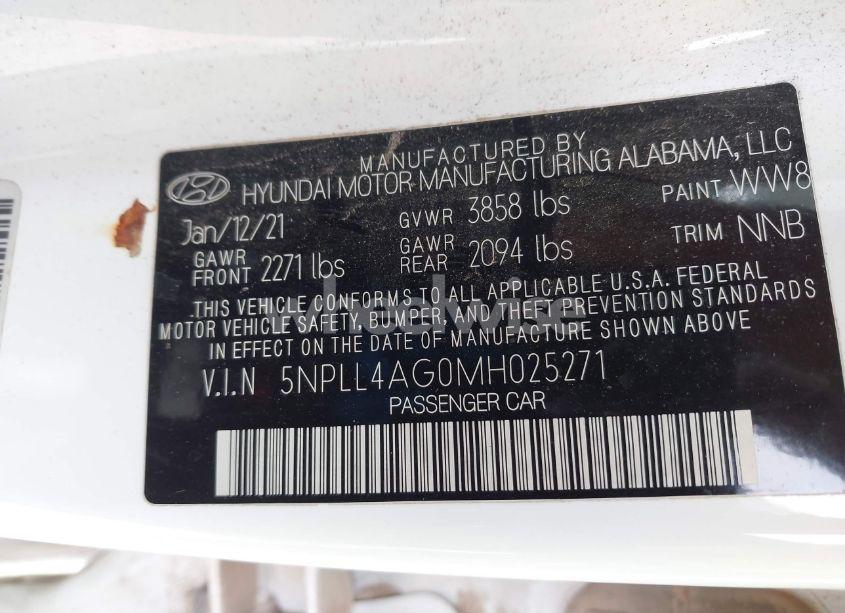 MANUFACTURED BY
HYUNDAI MOTOR MANUFACTURING ALABAMA, LLC
Jan/12/21 GVWR 3858 lbs PAINT WW8
GAWR FRONT 2271 lbs GAWR REAR 2094 lbs TRIM NNB
THIS VEHICLE CONFORMS TO ALL APPLICABLE U.S.A. FEDERAL
MOTOR VEHICLE SAFETY, BUMPER, AND THEFT PREVENTION STANDARDS
IN EFFECT ON THE DATE OF MANUFACTURE SHOWN ABOVE
V.I.N 5NPLL4AG0MH025271
PASSENGER CAR